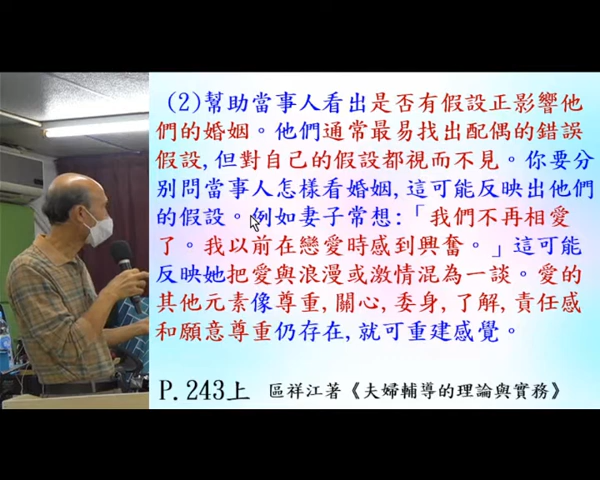 (2)幫助當事人看出是否有假設正影響他
們的婚姻。他們通常最易找出配偶的錯誤
假設,但對自己的假設都視而不見。你要分
別問當事人怎樣看婚姻,這可能反映出他們
的假設。例如妻子常想:「我們不再相愛
了。我以前在戀愛時感到興奮。」這可能
反映她把愛與浪漫或激情混為一談。愛的
其他元素像尊重,關心,委身,了解,責任感
和願意尊重仍存在,就可重建感覺。
P.243上 區祥江著《夫婦輔導的理論與實務》